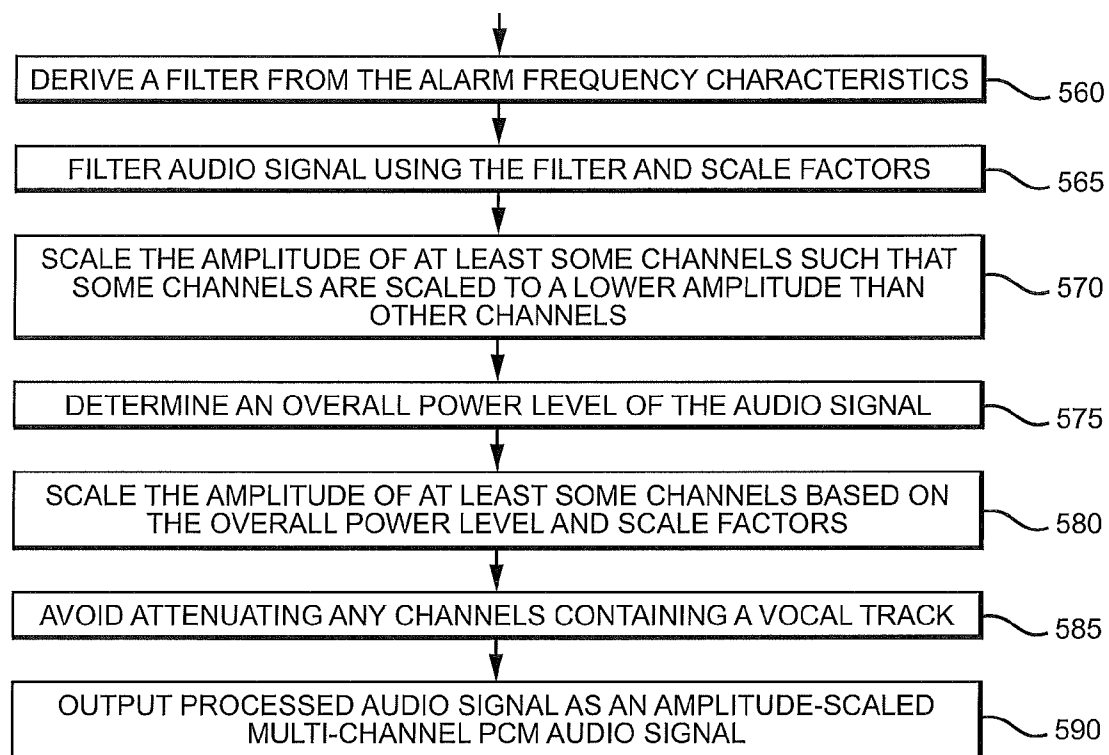 DERIVE A FILTER FROM THE ALARM FREQUENCY CHARACTERISTICS
560
FILTER AUDIO SIGNAL USING THE FILTER AND SCALE FACTORS
565
SCALE THE AMPLITUDE OF AT LEAST SOME CHANNELS SUCH THAT
SOME CHANNELS ARE SCALED TO A LOWER AMPLITUDE THAN
OTHER CHANNELS
570
DETERMINE AN OVERALL POWER LEVEL OF THE AUDIO SIGNAL
575
SCALE THE AMPLITUDE OF AT LEAST SOME CHANNELS BASED ON
THE OVERALL POWER LEVEL AND SCALE FACTORS
580
AVOID ATTENUATING ANY CHANNELS CONTAINING A VOCAL TRACK
585
OUTPUT PROCESSED AUDIO SIGNAL AS AN AMPLITUDE-SCALED
MULTI-CHANNEL PCM AUDIO SIGNAL
590